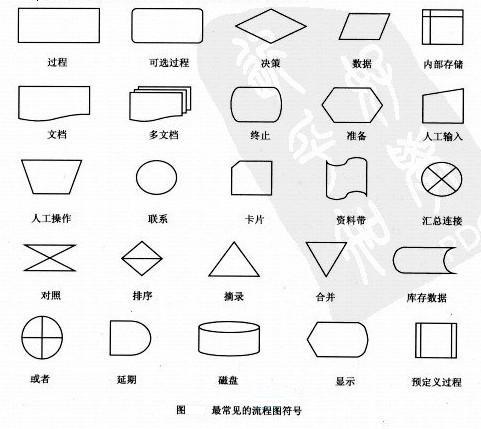 过程 可选过程 决策 数据 内部存储
文档 多文档 终止 准备 人工输入
人工操作 联系 卡片 资料带 汇总连接
对照 排序 摘录 合并 库存数据
或者 延期 磁盘 显示 预定义过程
图 最常见的流程图符号